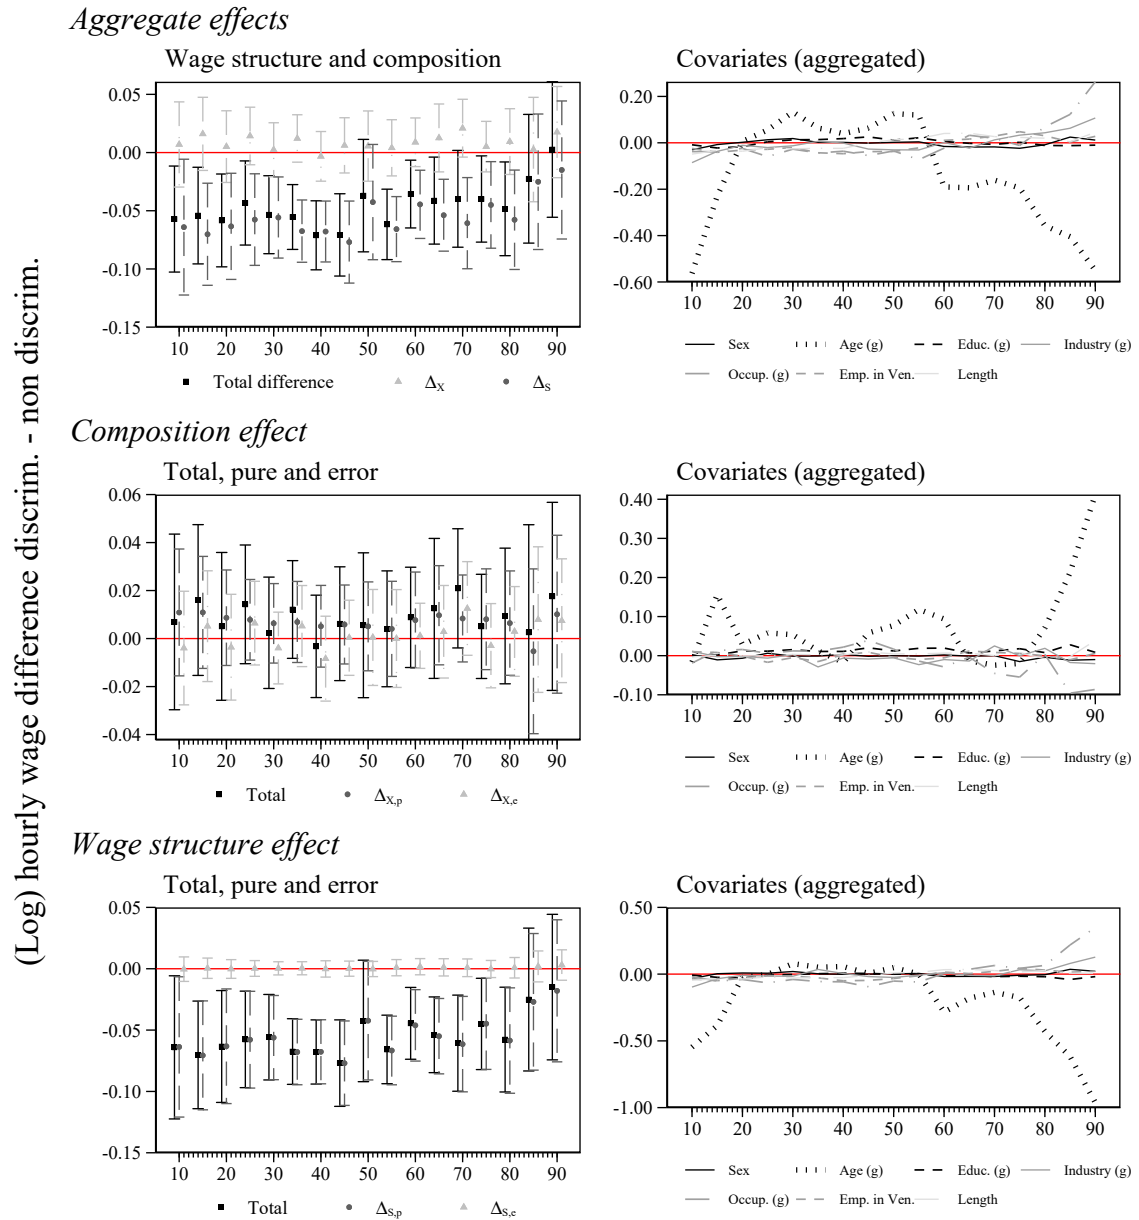 (Log) hourly wage difference discrim. - non discrim.
Aggregate effects
Wage structure and composition
0.05
0.00
-0.05
-0.10
-0.15
10 20 30 40 50 60 70 80 90
Total difference ΔX ΔS
Covariates (aggregated)
0.20
0.00
-0.20
-0.40
-0.60
10 20 30 40 50 60 70 80 90
Sex Age (g) Educ. (g) Industry (g)
Occup. (g) Emp. in Ven. Length
Composition effect
Total, pure and error
0.06
0.04
0.02
0.00
-0.02
-0.04
10 20 30 40 50 60 70 80 90
Total ΔX,p ΔX,e
Covariates (aggregated)
0.40
0.30
0.20
0.10
0.00
-0.10
10 20 30 40 50 60 70 80 90
Sex Age (g) Educ. (g) Industry (g)
Occup. (g) Emp. in Ven. Length
Wage structure effect
Total, pure and error
0.05
0.00
-0.05
-0.10
-0.15
10 20 30 40 50 60 70 80 90
Total ΔS,p ΔS,e
Covariates (aggregated)
0.50
0.00
-0.50
-1.00
10 20 30 40 50 60 70 80 90
Sex Age (g) Educ. (g) Industry (g)
Occup. (g) Emp. in Ven. Length